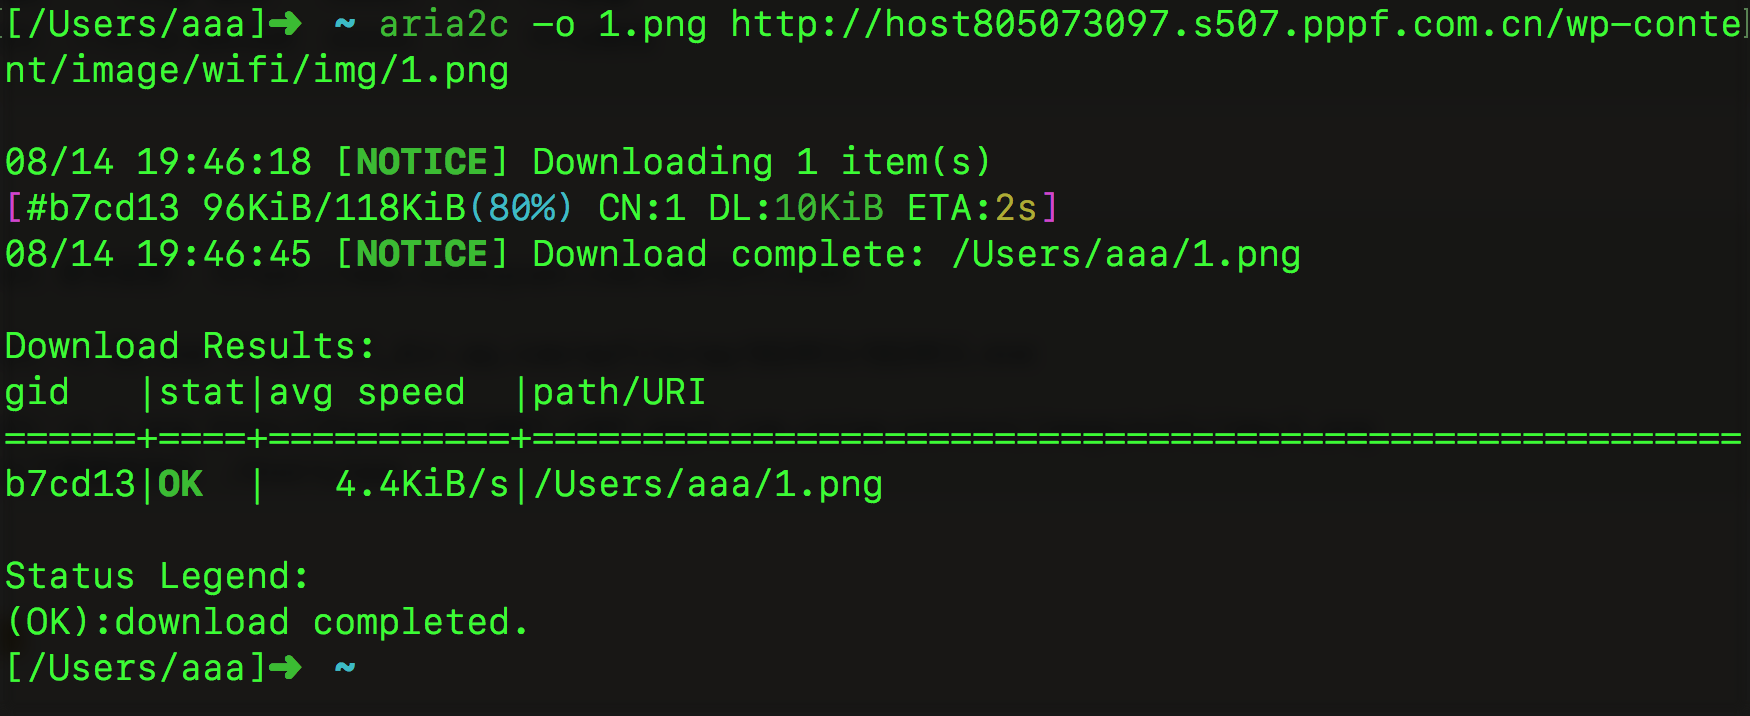 [/Users/aaa]➜  ~ aria2c -o 1.png http://host805073097.s507.pppf.com.cn/wp-conte
nt/image/wifi/img/1.png
08/14 19:46:18 [NOTICE] Downloading 1 item(s)
[#b7cd13 96KiB/118KiB(80%) CN:1 DL:10KiB ETA:2s]
08/14 19:46:45 [NOTICE] Download complete: /Users/aaa/1.png
Download Results:
gid   |stat|avg speed  |path/URI
======+====+===========+=======================================================
b7cd13|OK  |   4.4KiB/s|/Users/aaa/1.png
Status Legend:
(OK):download completed.
[/Users/aaa]➜  ~